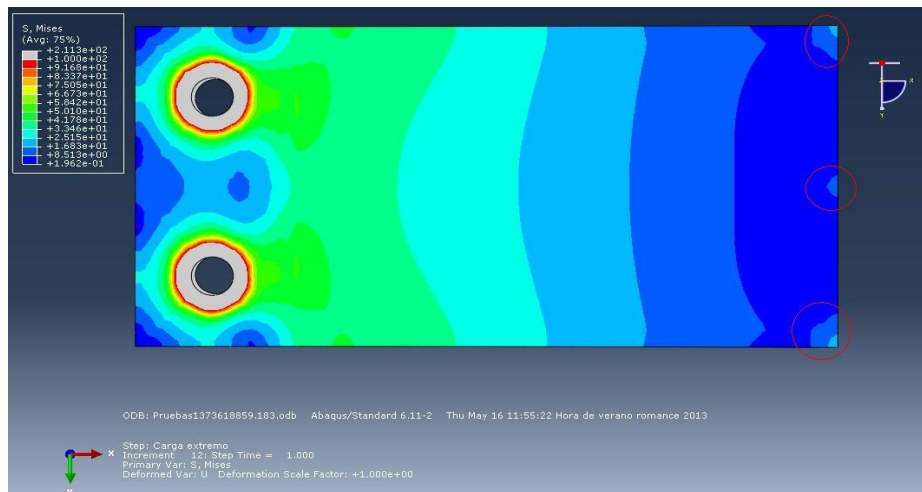 S, Mises
(Avg: 75%)
+2.113e+02
+1.000e+02
+9.168e+01
+8.337e+01
+7.505e+01
+6.673e+01
+5.842e+01
+5.010e+01
+4.178e+01
+3.346e+01
+2.515e+01
+1.683e+01
+8.513e+00
+1.962e-01
X
Y
ODB: Pruebas1373618859.183.odb Abaqus/Standard 6.11-2 Thu May 16 11:55:22 Hora de verano romance 2013
Step: Carga extremo
X
Increment 12: Step Time = 1.000
Primary Var: S, Mises
Deformed Var: U Deformation Scale Factor: +1.000e+00